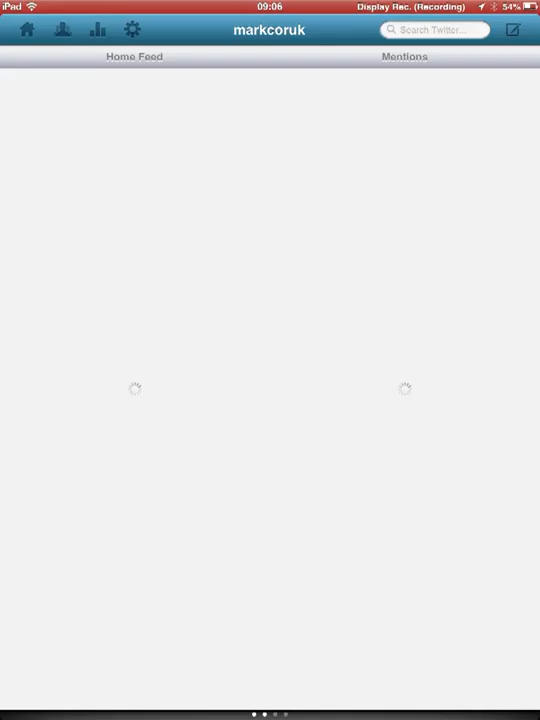 iPad 09:06 Display Rec. (Recording) 54%
markcoruk Search Twitter...
Home Feed Mentions